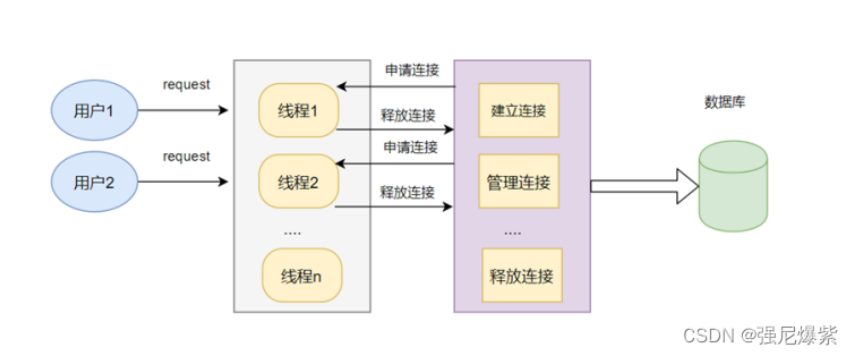 用户1
request
用户2
request
线程1
线程2
....
线程n
申请连接
释放连接
申请连接
释放连接
建立连接
管理连接
....
释放连接
数据库
CSDN @强尼爆紫